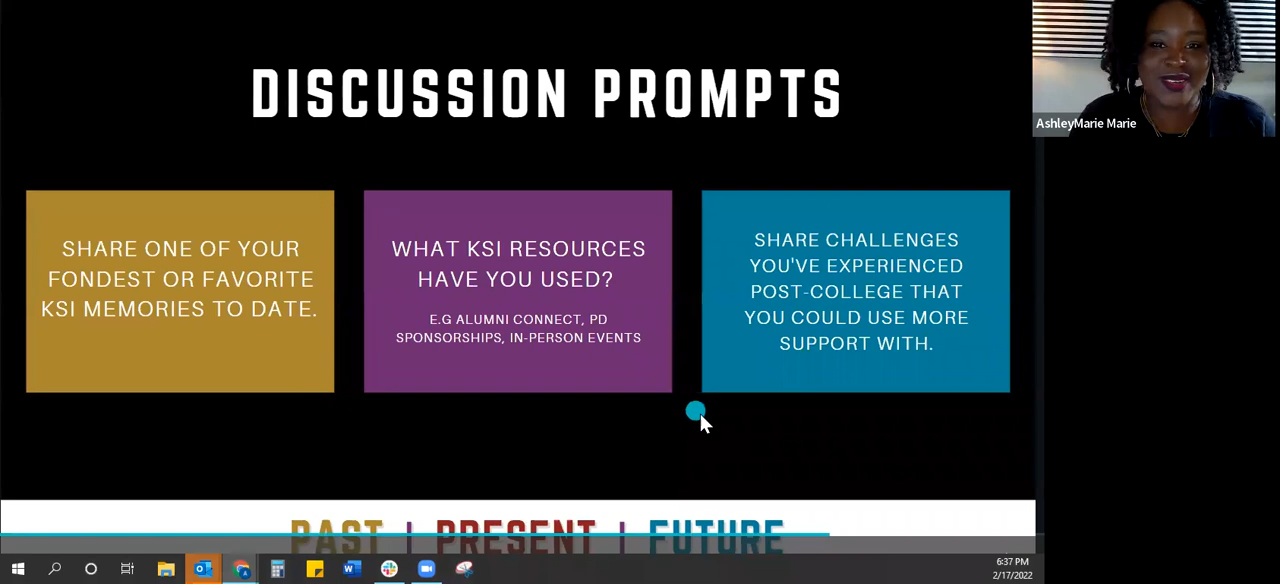 DISCUSSION PROMPTS
AshleyMarie Marie
SHARE ONE OF YOUR
FONDEST OR FAVORITE
KSI MEMORIES TO DATE.
WHAT KSI RESOURCES
HAVE YOU USED?
E.G ALUMNI CONNECT, PD
SPONSORSHIPS, IN-PERSON EVENTS
SHARE CHALLENGES
YOU'VE EXPERIENCED
POST-COLLEGE THAT
YOU COULD USE MORE
SUPPORT WITH.
PAST | PRESENT | FUTURE
6:37 PM
2/17/2022